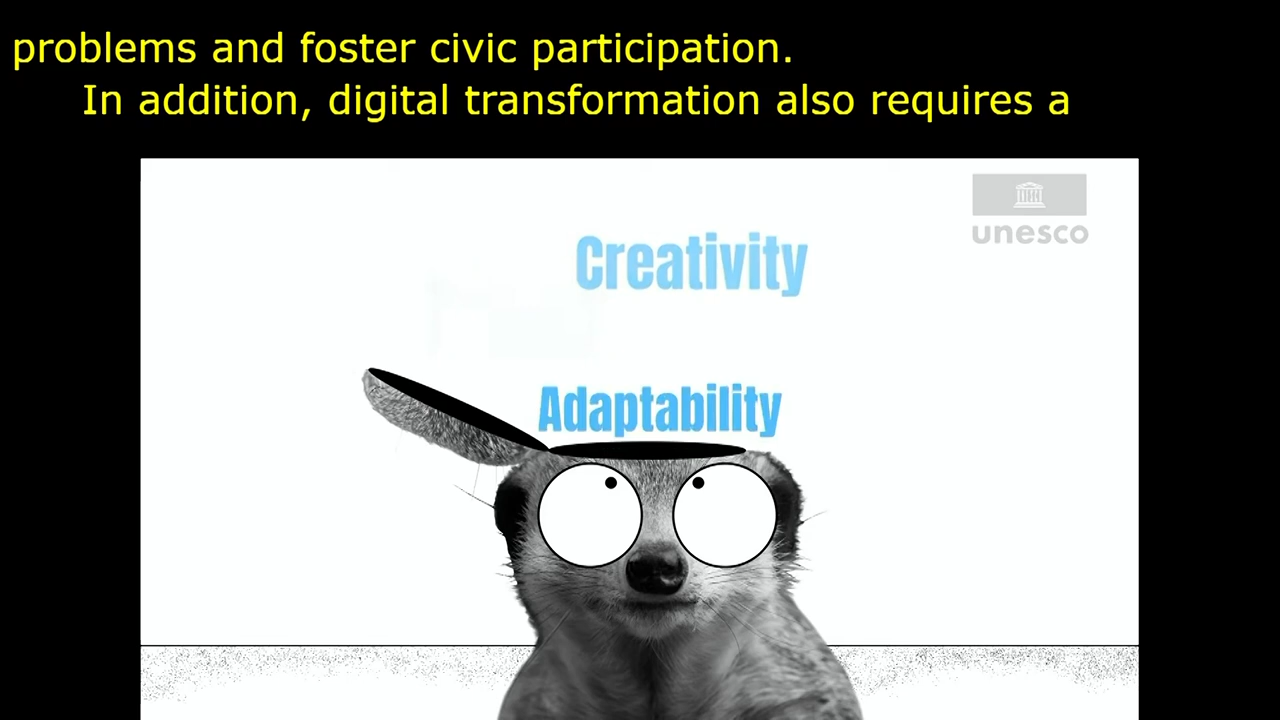 problems and foster civic participation.
In addition, digital transformation also requires a
unesco
Creativity
Adaptability